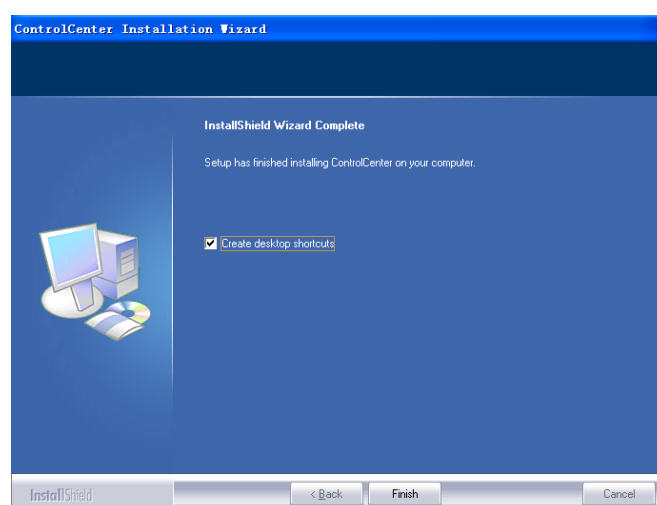 ControlCenter Installation Wizard
InstallShield Wizard Complete
Setup has finished installing ControlCenter on your computer.
Create desktop shortcuts
InstallShield
< Back
Finish
Cancel